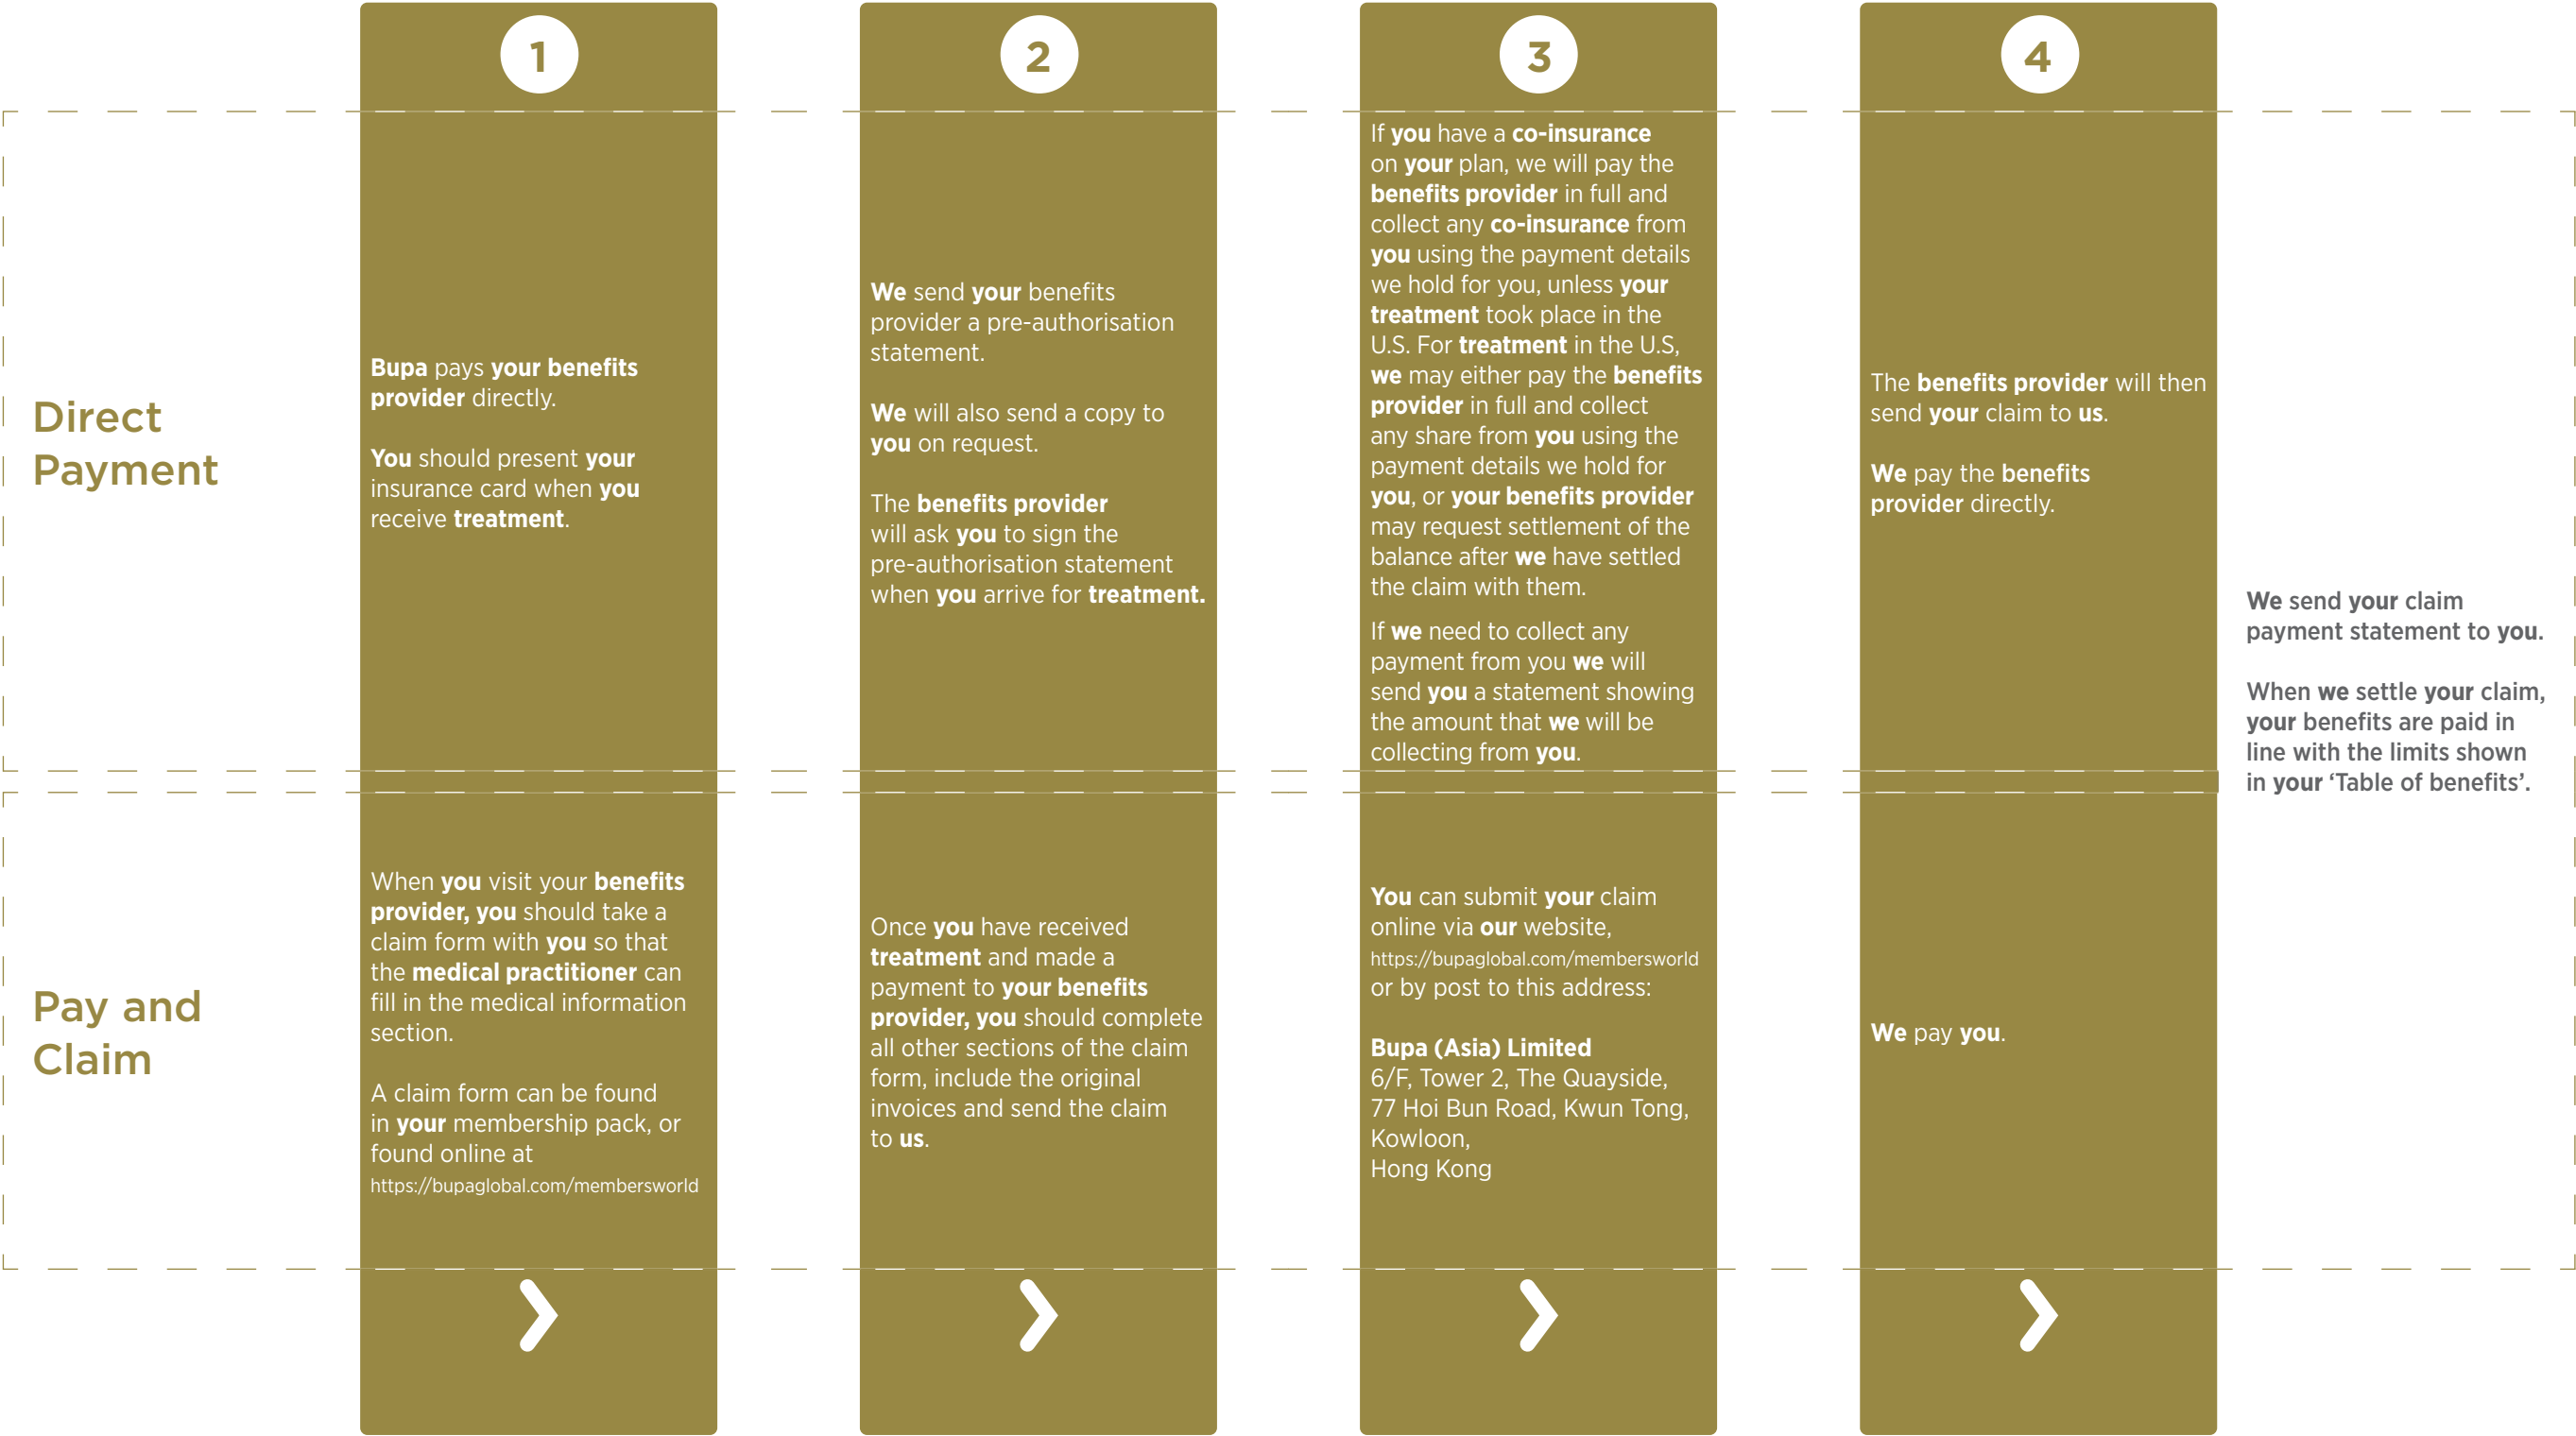 1
2
3
4
Direct
Payment
Bupa pays your benefits
provider directly.
You should present your
insurance card when you
receive treatment.
We send your benefits
provider a pre-authorisation
statement.
We will also send a copy to
you on request.
The benefits provider
will ask you to sign the
pre-authorisation statement
when you arrive for treatment.
If you have a co-insurance
on your plan, we will pay the
benefits provider in full and
collect any co-insurance from
you using the payment details
we hold for you, unless your
treatment took place in the
U.S. For treatment in the U.S,
we may either pay the benefits
provider in full and collect
any share from you using the
payment details we hold for
you, or your benefits provider
may request settlement of the
balance after we have settled
the claim with them.
If we need to collect any
payment from you we will
send you a statement showing
the amount that we will be
collecting from you.
The benefits provider will then
send your claim to us.
We pay the benefits
provider directly.
Pay and
Claim
When you visit your benefits
provider, you should take a
claim form with you so that
the medical practitioner can
fill in the medical information
section.
A claim form can be found
in your membership pack, or
found online at
https://bupaglobal.com/membersworld
Once you have received
treatment and made a
payment to your benefits
provider, you should complete
all other sections of the claim
form, include the original
invoices and send the claim
to us.
You can submit your claim
online via our website,
https://bupaglobal.com/membersworld
or by post to this address:
Bupa (Asia) Limited
6/F, Tower 2, The Quayside,
77 Hoi Bun Road, Kwun Tong,
Kowloon,
Hong Kong
We pay you.
We send your claim
payment statement to you.
When we settle your claim,
your benefits are paid in
line with the limits shown
in your ‘Table of benefits’.